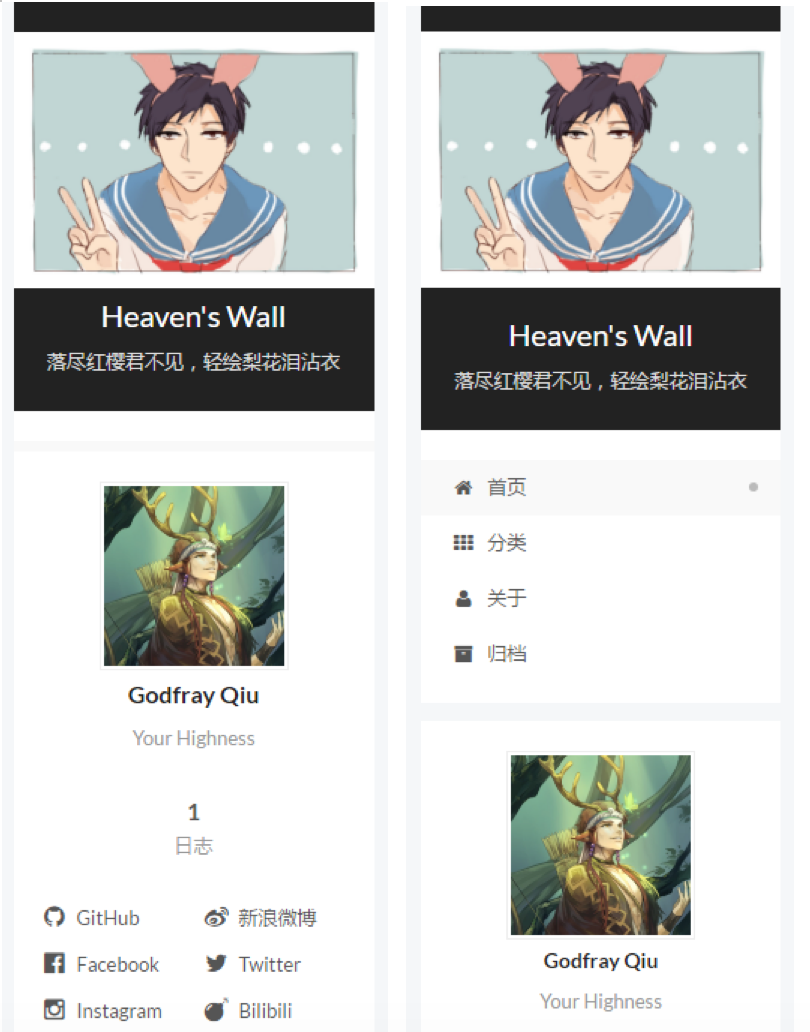 Heaven's Wall
落尽红樱君不见，轻绘梨花泪沾衣
Godfray Qiu
Your Highness
1
日志
GitHub
新浪微博
Facebook
Twitter
Instagram
Bilibili
Heaven's Wall
落尽红樱君不见，轻绘梨花泪沾衣
首页
分类
关于
归档
Godfray Qiu
Your Highness